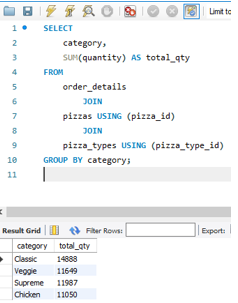 Limit to
1 SELECT
2 category,
3 SUM(quantity) AS total_qty
4 FROM
5 order_details
6 JOIN
7 pizzas USING (pizza_id)
8 JOIN
9 pizza_types USING (pizza_type_id)
10 GROUP BY category;
11
Result Grid Filter Rows: Export:
category total_qty
Classic 14888
Veggie 11649
Supreme 11987
Chicken 11050